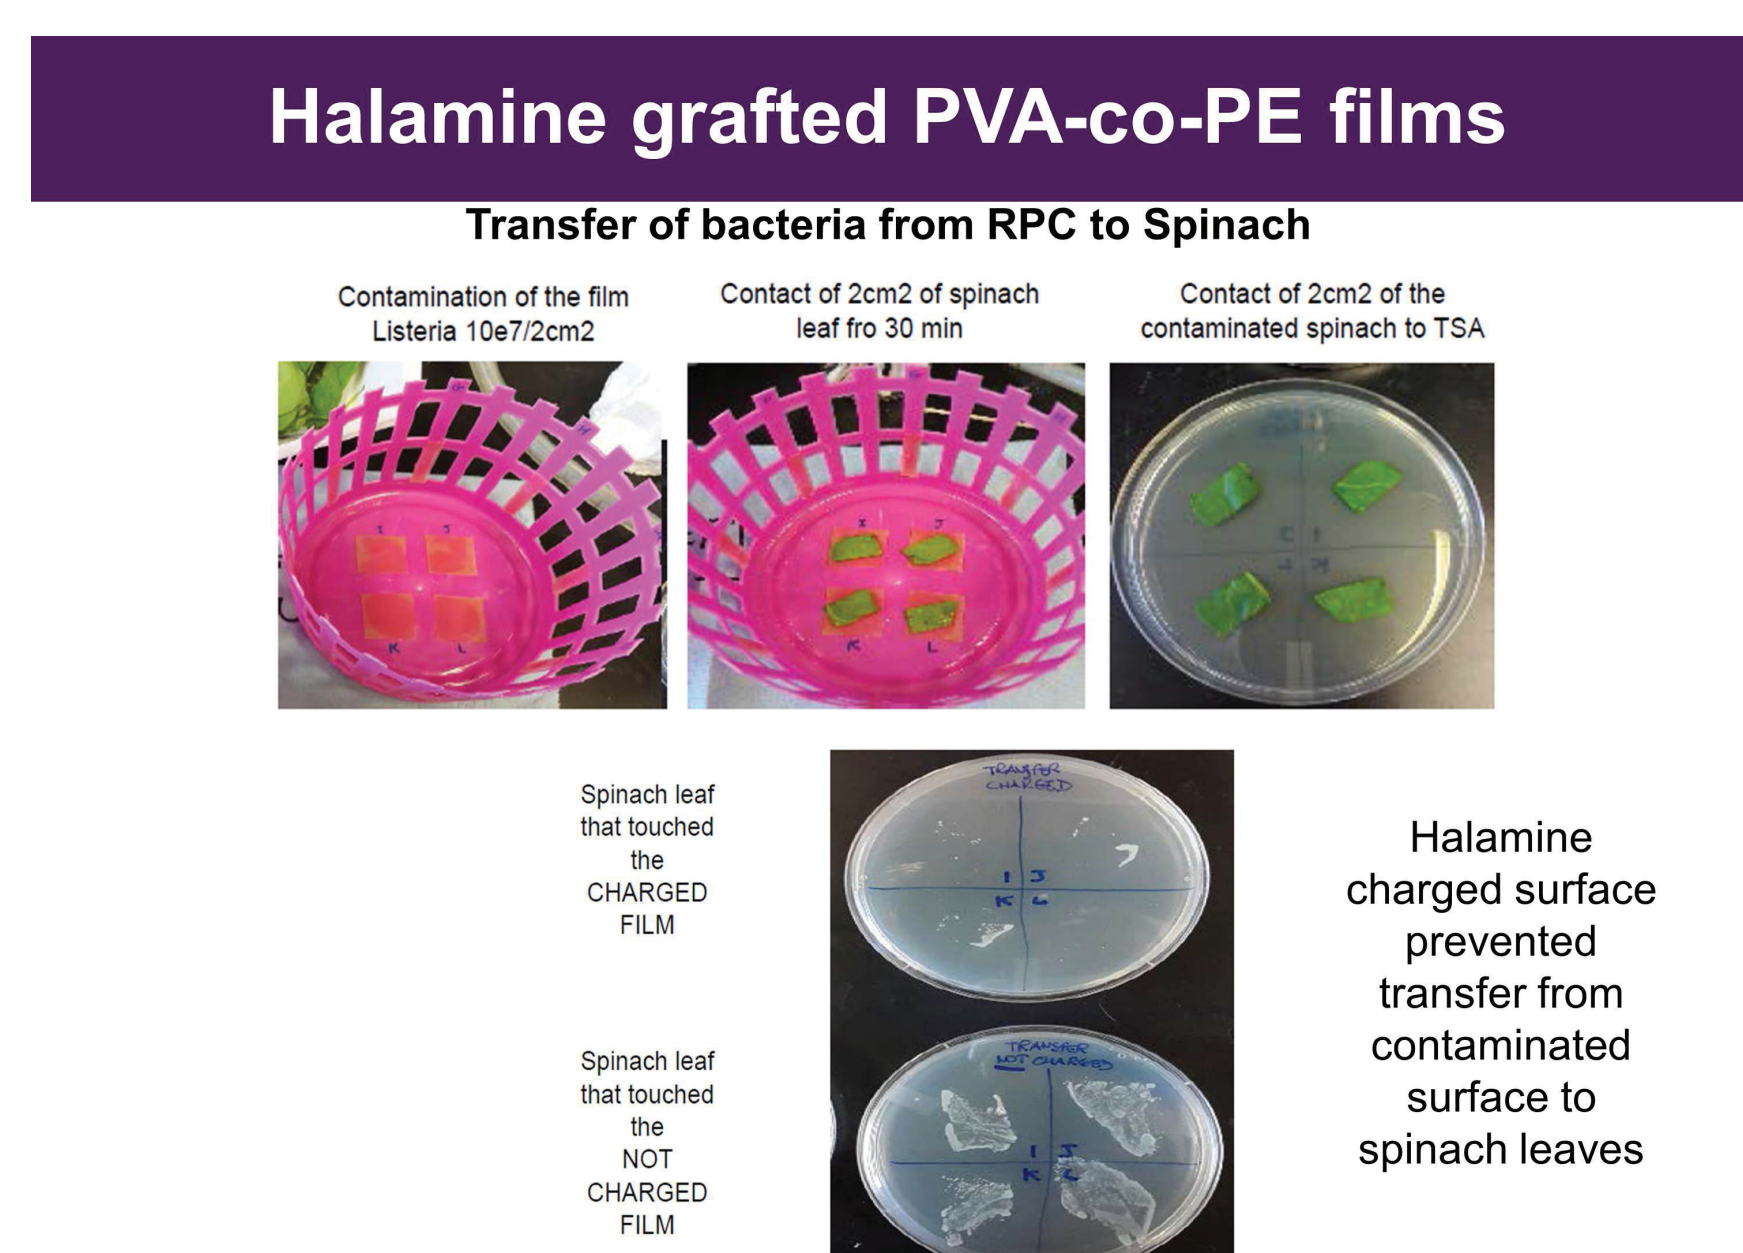 Halamine grafted PVA-co-PE films
Transfer of bacteria from RPC to Spinach
Contamination of the film
Listeria 10e7/2cm2
Contact of 2cm2 of spinach
leaf fro 30 min
Contact of 2cm2 of the
contaminated spinach to TSA
I J
K L
I J
K L
Spinach leaf
that touched
the
CHARGED
FILM
TRANSFER
CHARGED
I J
K L
Spinach leaf
that touched
the
NOT
CHARGED
FILM
TRANSFER
NOT CHARGED
I J
K L
Halamine
charged surface
prevented
transfer from
contaminated
surface to
spinach leaves